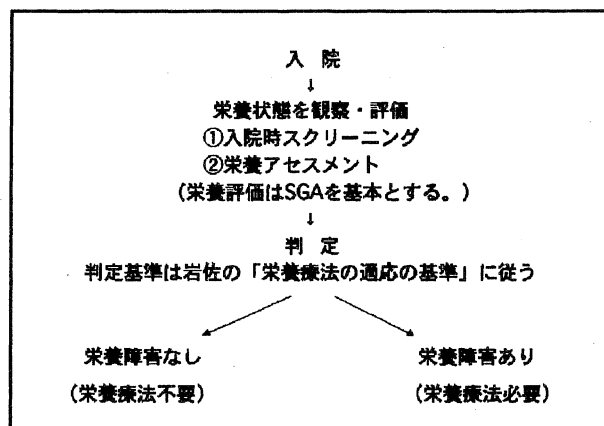 入 院
↓
栄養状態を観察・評価
①入院時スクリーニング
②栄養アセスメント
(栄養評価はSGAを基本とする。)
↓
判 定
判定基準は岩佐の「栄養療法の適応の基準」に従う
栄養障害なし 栄養障害あり
(栄養療法不要) (栄養療法必要)